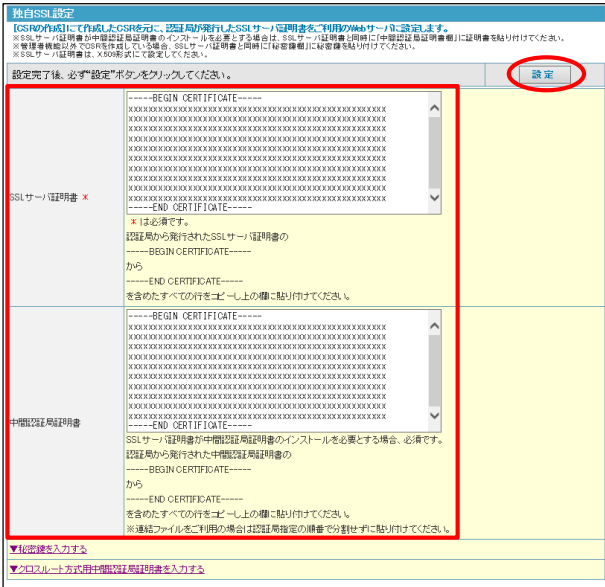 独自SSL設定
[CSRの作成]にて作成したCSRを元に、認証局が発行したSSLサーバ証明書をご利用のWebサーバに設定します。
※SSLサーバ証明書が中間認証局証明書のインストールを必要とする場合は、SSLサーバ証明書と同時に「中間認証局証明書欄」に証明書を貼り付けてください。
※管理者機能以外でCSRを作成している場合、SSLサーバ証明書と同時に「秘密鍵欄」に秘密鍵を貼り付けてください。
※SSLサーバ証明書は、X509形式にて設定してください。
設定完了後、必ず"設定"ボタンをクリックしてください。
設 定
SSLサーバ証明書 *
-----BEGIN CERTIFICATE-----
xxxxxxxxxxxxxxxxxxxxxxxxxxxxxxxxxxxxxxxxxxxxxxxxxx
xxxxxxxxxxxxxxxxxxxxxxxxxxxxxxxxxxxxxxxxxxxxxxxxxx
xxxxxxxxxxxxxxxxxxxxxxxxxxxxxxxxxxxxxxxxxxxxxxxxxx
xxxxxxxxxxxxxxxxxxxxxxxxxxxxxxxxxxxxxxxxxxxxxxxxxx
xxxxxxxxxxxxxxxxxxxxxxxxxxxxxxxxxxxxxxxxxxxxxxxxxx
xxxxxxxxxxxxxxxxxxxxxxxxxxxxxxxxxxxxxxxxxxxxxxxxxx
xxxxxxxxxxxxxxxxxxxxxxxxxxxxxxxxxxxxxxxxxxxxxxxxxx
xxxxxxxxxxxxxxxxxxxxxxxxxxxxxxxxxxxxxxxxxxxxxxxxxx
xxxxxxxxxxxxxxxxxxxxxxxxxxxxxxxxxxxxxxxxxxxxxxxxxx
xxxxxxxxxxxxxxxxxxxxxxxxxxxxxxxxxxxxxxxxxxxxxxxxxx
-----END CERTIFICATE-----
* は必須です。
認証局から発行されたSSLサーバ証明書の
-----BEGIN CERTIFICATE-----
から
-----END CERTIFICATE-----
を含めたすべての行をコピーし上の欄に貼り付けてください。
中間認証局証明書
-----BEGIN CERTIFICATE-----
xxxxxxxxxxxxxxxxxxxxxxxxxxxxxxxxxxxxxxxxxxxxxxxxxx
xxxxxxxxxxxxxxxxxxxxxxxxxxxxxxxxxxxxxxxxxxxxxxxxxx
xxxxxxxxxxxxxxxxxxxxxxxxxxxxxxxxxxxxxxxxxxxxxxxxxx
xxxxxxxxxxxxxxxxxxxxxxxxxxxxxxxxxxxxxxxxxxxxxxxxxx
xxxxxxxxxxxxxxxxxxxxxxxxxxxxxxxxxxxxxxxxxxxxxxxxxx
xxxxxxxxxxxxxxxxxxxxxxxxxxxxxxxxxxxxxxxxxxxxxxxxxx
xxxxxxxxxxxxxxxxxxxxxxxxxxxxxxxxxxxxxxxxxxxxxxxxxx
xxxxxxxxxxxxxxxxxxxxxxxxxxxxxxxxxxxxxxxxxxxxxxxxxx
xxxxxxxxxxxxxxxxxxxxxxxxxxxxxxxxxxxxxxxxxxxxxxxxxx
xxxxxxxxxxxxxxxxxxxxxxxxxxxxxxxxxxxxxxxxxxxxxxxxxx
-----END CERTIFICATE-----
SSLサーバ証明書が中間認証局証明書のインストールを必要とする場合、必須です。
認証局から発行された中間認証局証明書の
-----BEGIN CERTIFICATE-----
から
-----END CERTIFICATE-----
を含めたすべての行をコピーし上の欄に貼り付けてください。
※連結ファイルをご利用の場合は認証局指定の順番で分割せずに貼り付けてください。
▼秘密鍵を入力する
▼クロスルート方式用中間認証局証明書を入力する